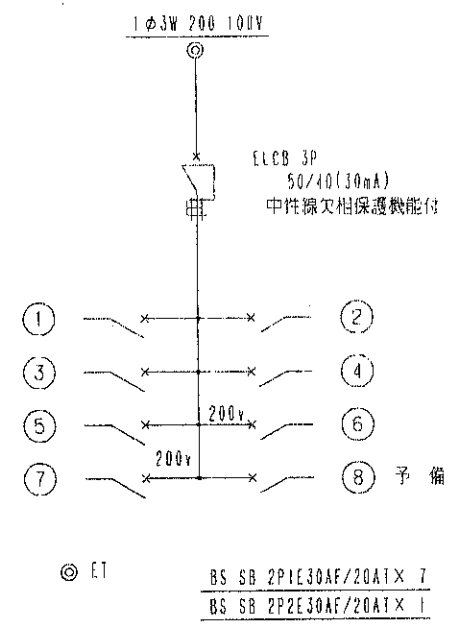 1φ3W 200 100V
ELCB 3P
50/40(30mA)
中性線欠相保護機能付
① ②
③ ④
⑤ 200v ⑥
200v
⑦ ⑧ 予備
◎ ET
BS SB 2P1E30AF/20AT× 7
BS SB 2P2E30AF/20AT× 1